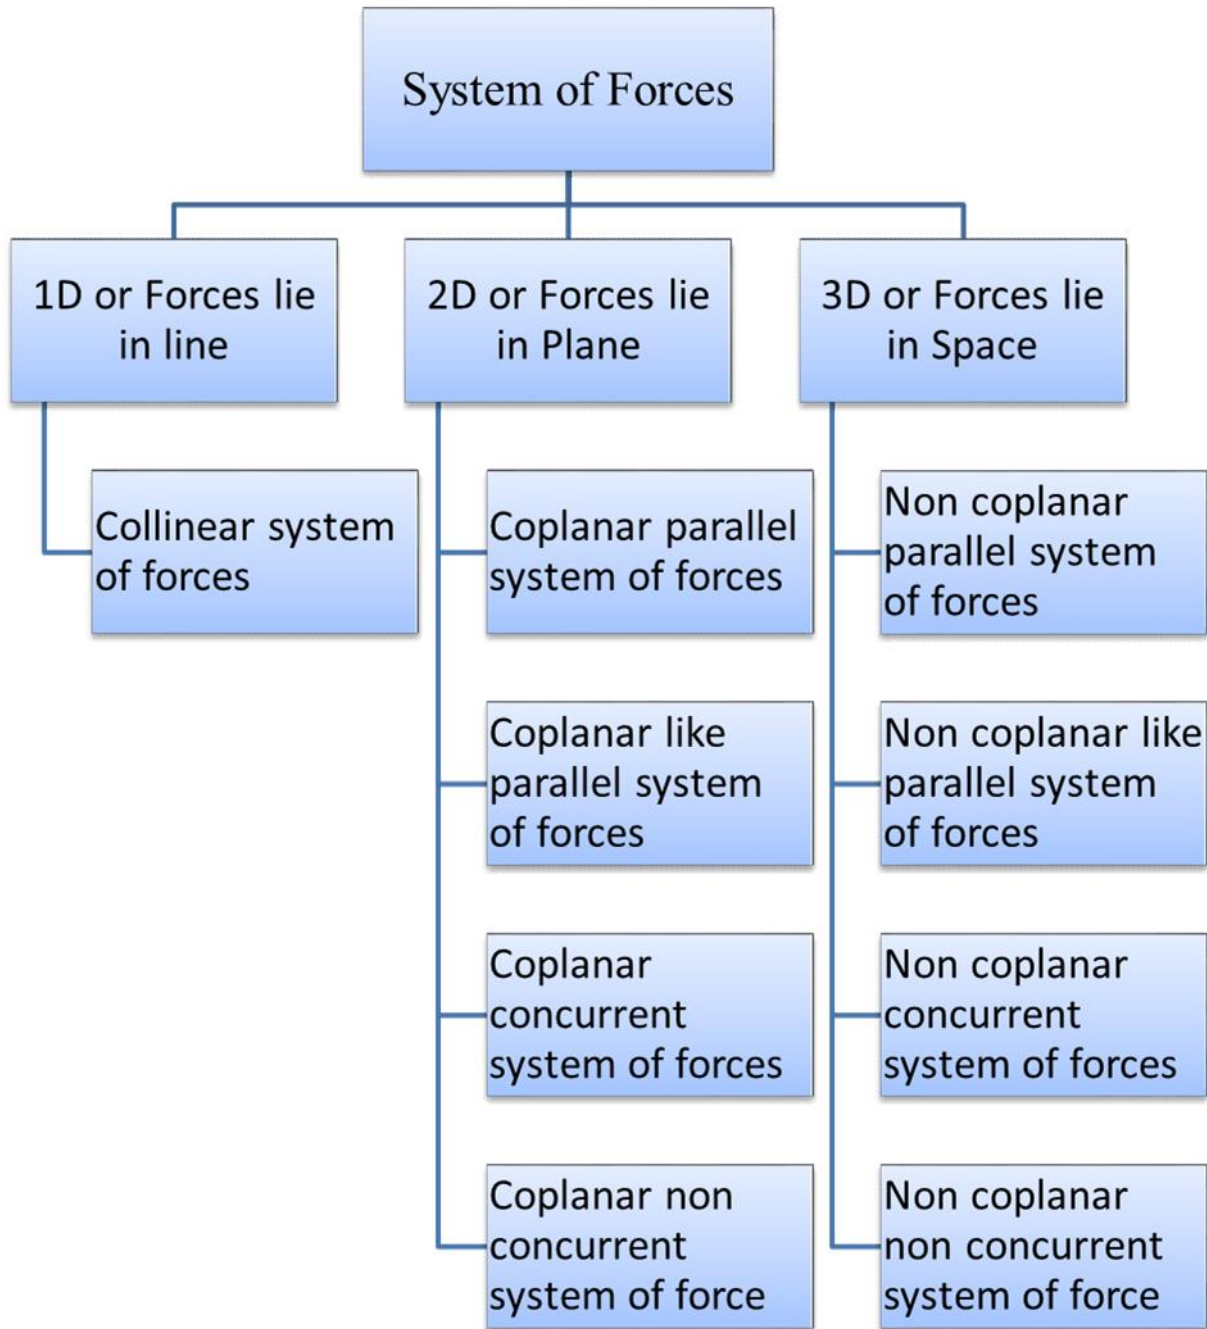 System of Forces
1D or Forces lie
in line
2D or Forces lie
in Plane
3D or Forces lie
in Space
Collinear system
of forces
Coplanar parallel
system of forces
Coplanar like
parallel system
of forces
Coplanar
concurrent
system of forces
Coplanar non
concurrent
system of force
Non coplanar
parallel system
of forces
Non coplanar like
parallel system
of forces
Non coplanar
concurrent
system of forces
Non coplanar
non concurrent
system of force